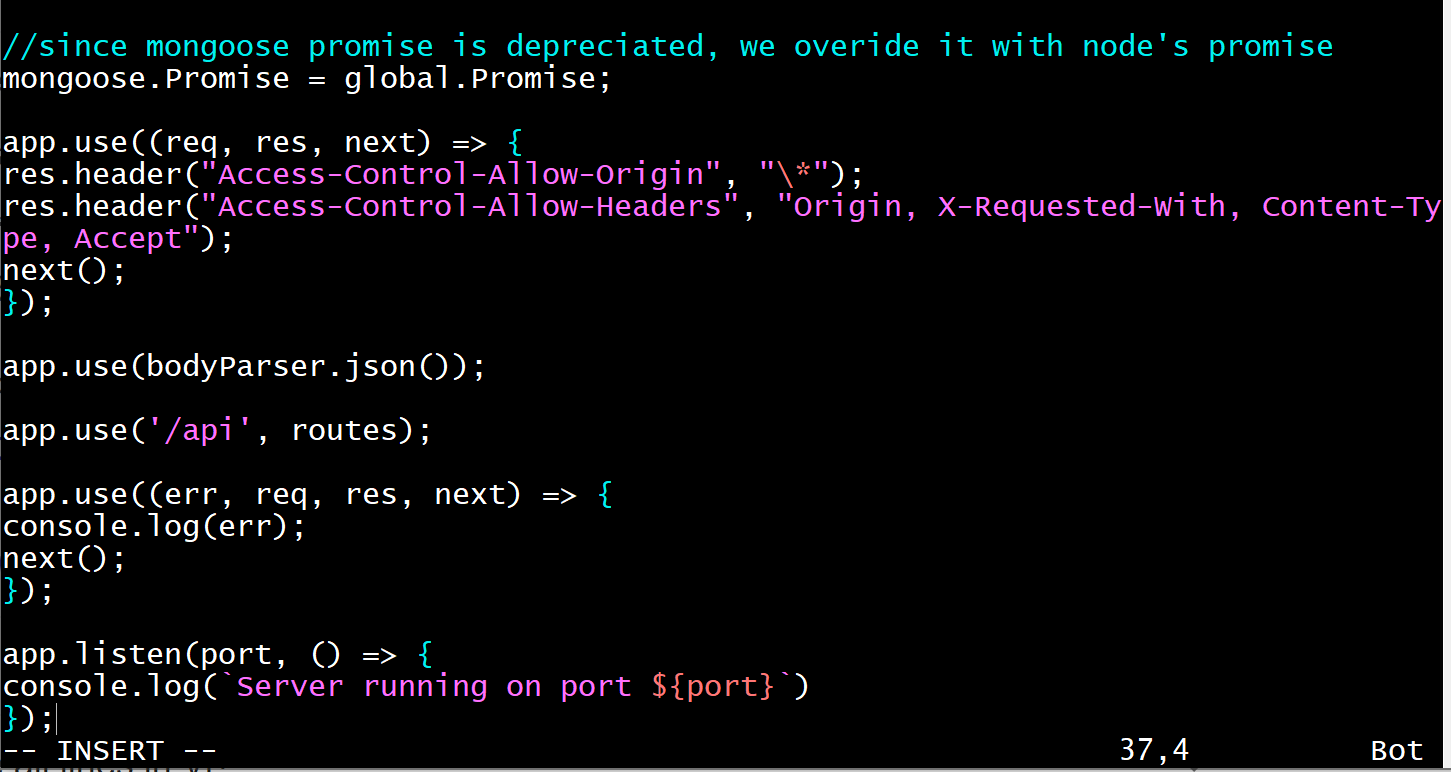 //since mongoose promise is depreciated, we overide it with node's promise
mongoose.Promise = global.Promise;
app.use((req, res, next) => {
res.header("Access-Control-Allow-Origin", "\*");
res.header("Access-Control-Allow-Headers", "Origin, X-Requested-With, Content-Ty
pe, Accept");
next();
});
app.use(bodyParser.json());
app.use('/api', routes);
app.use((err, req, res, next) => {
console.log(err);
next();
});
app.listen(port, () => {
console.log(`Server running on port ${port}`)
});
-- INSERT -- 37,4 Bot